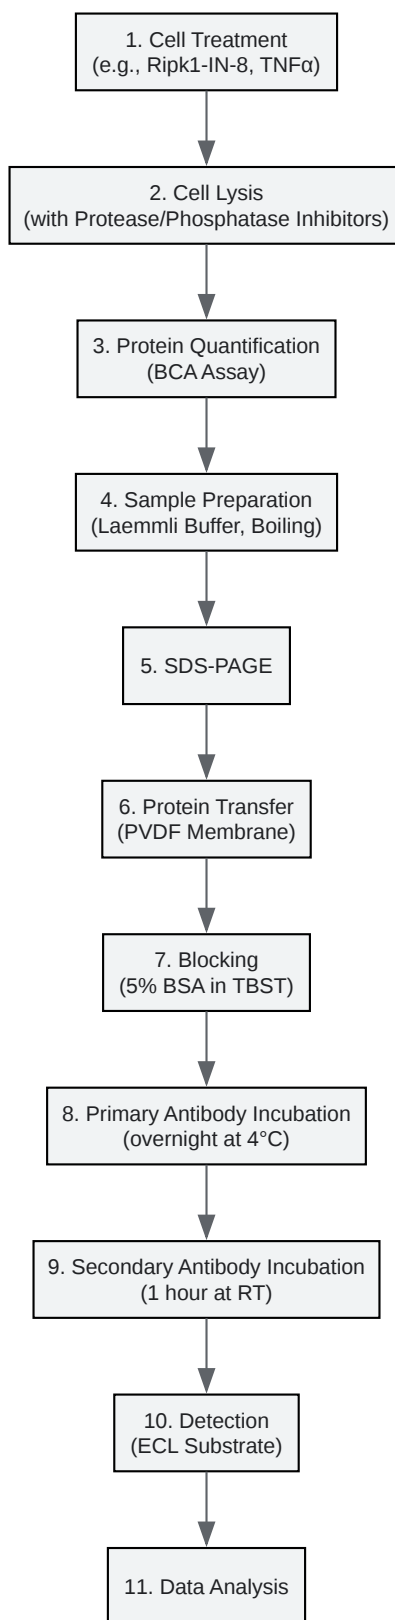 1. Cell Treatment
(e.g., Ripk1-IN-8, TNFα)
2. Cell Lysis
(with Protease/Phosphatase Inhibitors)
3. Protein Quantification
(BCA Assay)
4. Sample Preparation
(Laemmli Buffer, Boiling)
5. SDS-PAGE
6. Protein Transfer
(PVDF Membrane)
7. Blocking
(5% BSA in TBST)
8. Primary Antibody Incubation
(overnight at 4°C)
9. Secondary Antibody Incubation
(1 hour at RT)
10. Detection
(ECL Substrate)
11. Data Analysis